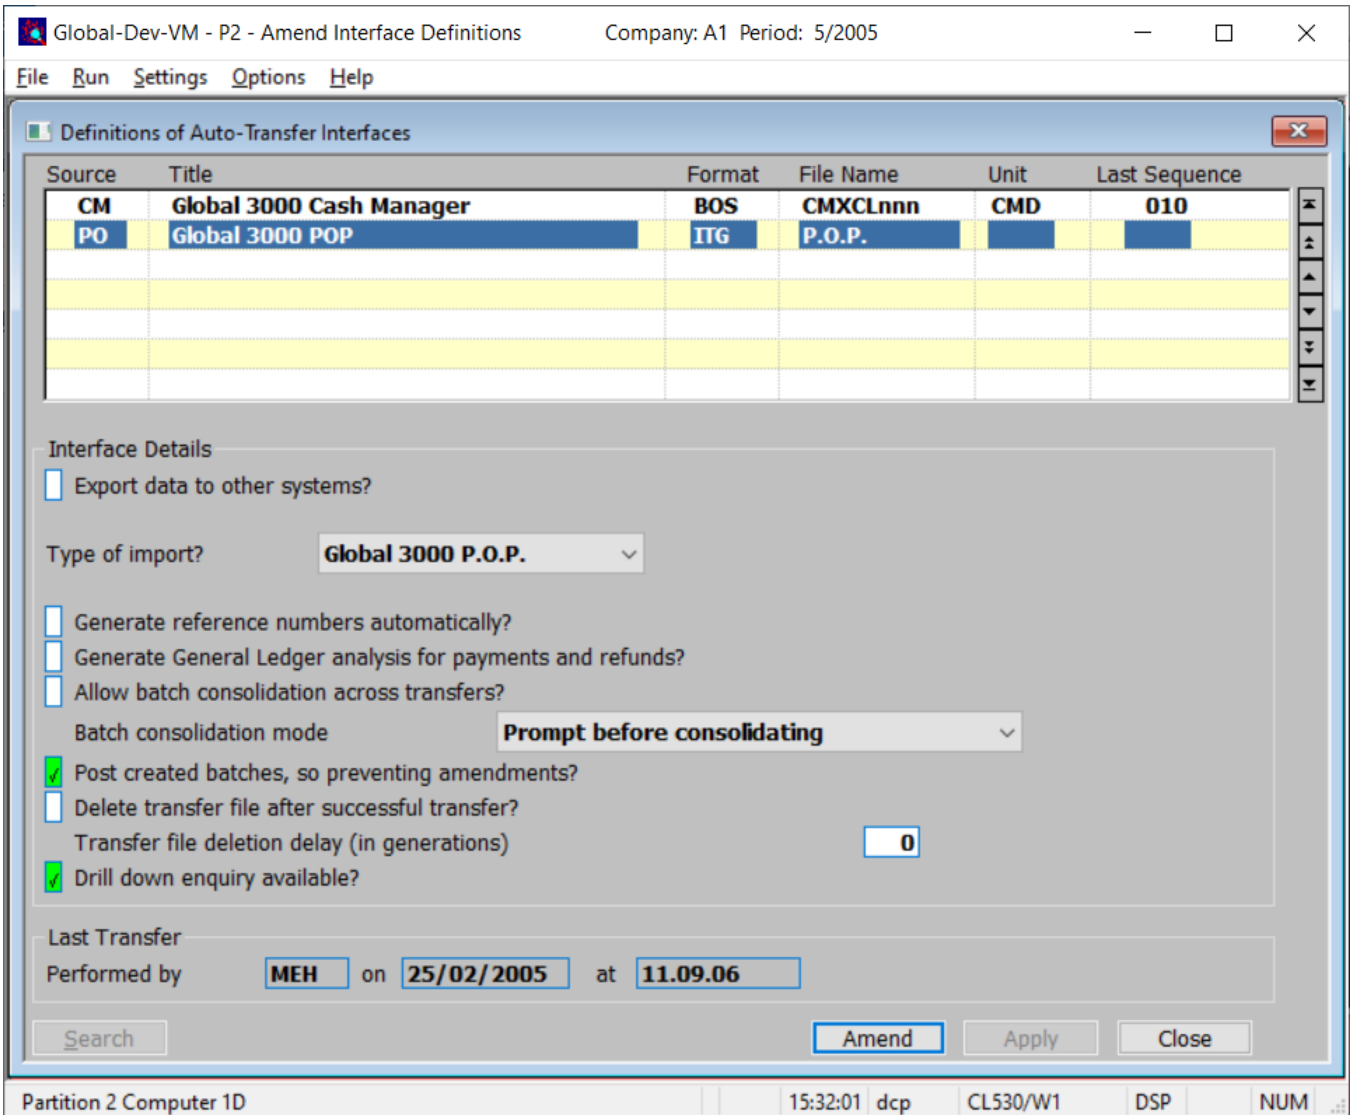 Global-Dev-VM - P2 - Amend Interface Definitions Company: A1 Period: 5/2005
File Run Settings Options Help
Definitions of Auto-Transfer Interfaces
Source Title Format File Name Unit Last Sequence
CM Global 3000 Cash Manager BOS CMXCLnnn CMD 010
PO Global 3000 POP ITG P.O.P.
Interface Details
Export data to other systems?
Type of import? Global 3000 P.O.P.
Generate reference numbers automatically?
Generate General Ledger analysis for payments and refunds?
Allow batch consolidation across transfers?
Batch consolidation mode Prompt before consolidating
Post created batches, so preventing amendments?
Delete transfer file after successful transfer?
Transfer file deletion delay (in generations) 0
Drill down enquiry available?
Last Transfer
Performed by MEH on 25/02/2005 at 11.09.06
Search Amend Apply Close
Partition 2 Computer 1D 15:32:01 dcp CL530/W1 DSP NUM